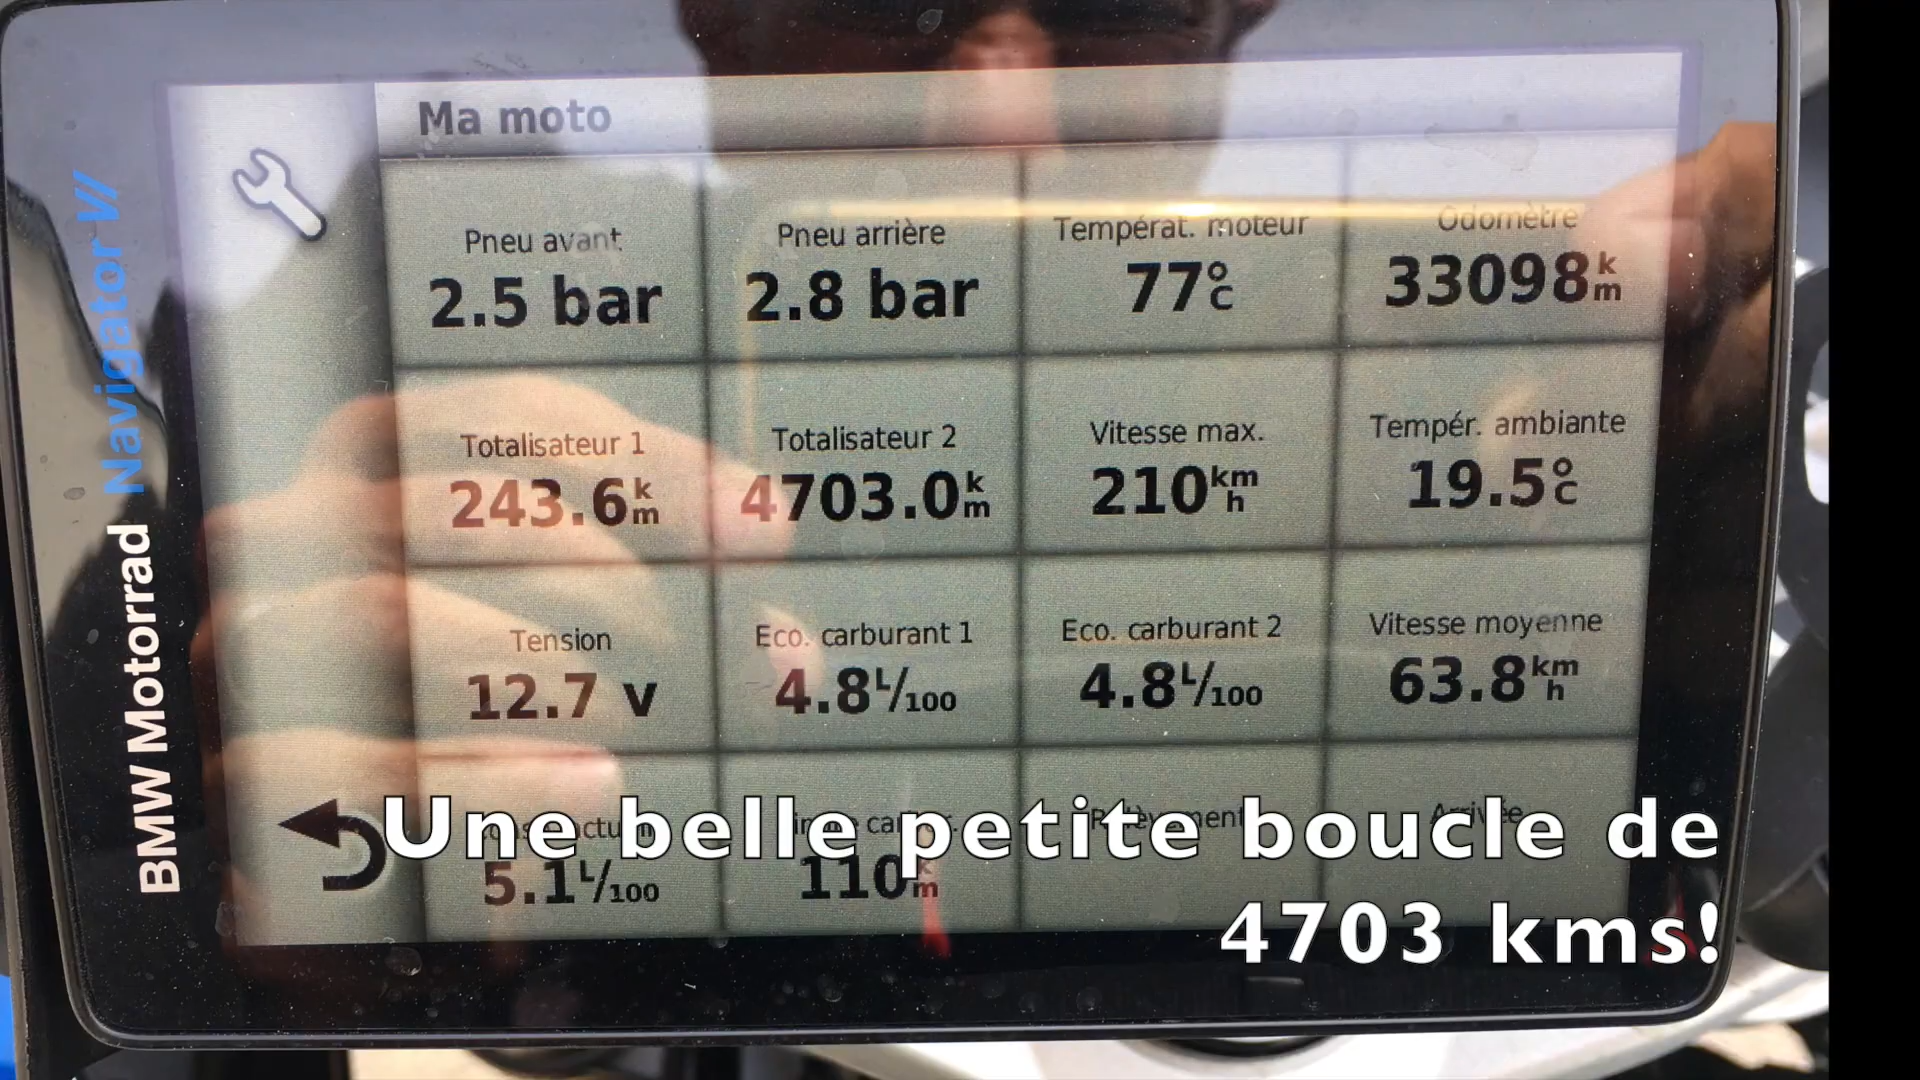 BMW Motorrad Navigator V
Ma moto
Pneu avant
2.5 bar
Pneu arrière
2.8 bar
Températ. moteur
77°C
Odomètre
33098 km
Totalisateur 1
243.6 km
Totalisateur 2
4703.0 km
Vitesse max.
210 km/h
Tempér. ambiante
19.5°C
Tension
12.7 v
Eco. carburant 1
4.8 L/100
Eco. carburant 2
4.8 L/100
Vitesse moyenne
63.8 km/h
5.1 L/100
110 km
Arrivée
Une belle petite boucle de
4703 kms!